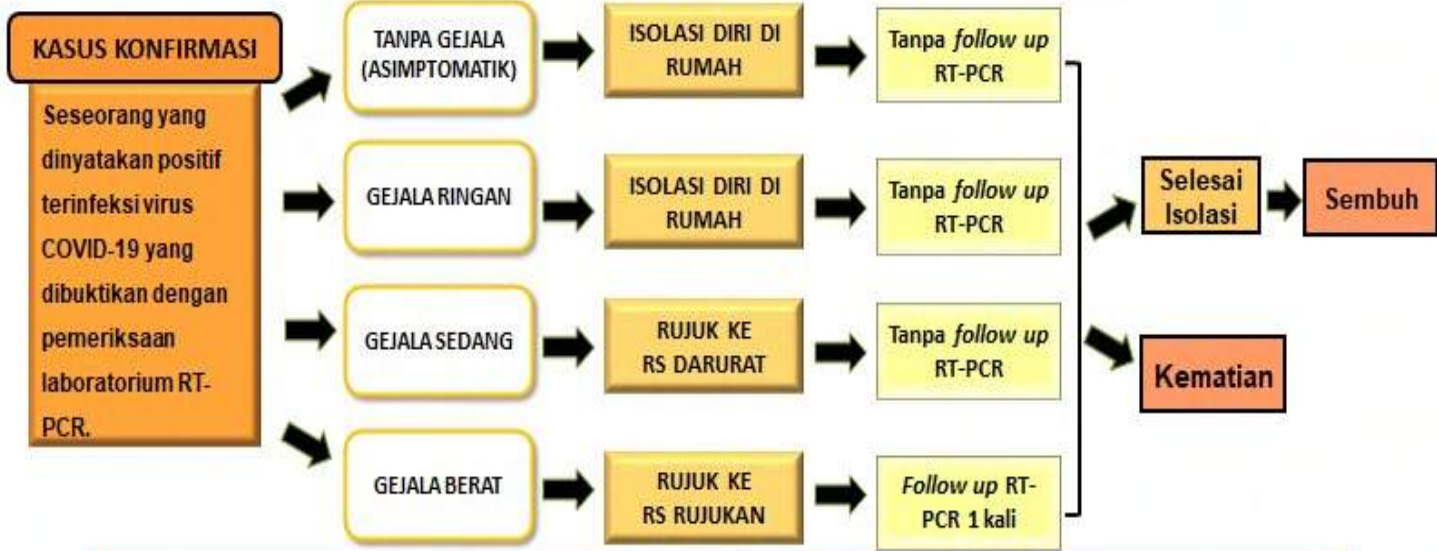 KASUS KONFIRMASI
Seseorang yang
dinyatakan positif
terinfeksi virus
COVID-19 yang
dibuktikan dengan
pemeriksaan
laboratorium RT-
PCR.
TANPA GEJALA
(ASIMPTOMATIK)
ISOLASI DIRI DI
RUMAH
Tanpa follow up
RT-PCR
GEJALA RINGAN
ISOLASI DIRI DI
RUMAH
Tanpa follow up
RT-PCR
GEJALA SEDANG
RUJUK KE
RS DARURAT
Tanpa follow up
RT-PCR
GEJALA BERAT
RUJUK KE
RS RUJUKAN
Follow up RT-
PCR 1 kali
Selesai
Isolasi
Sembuh
Kematian